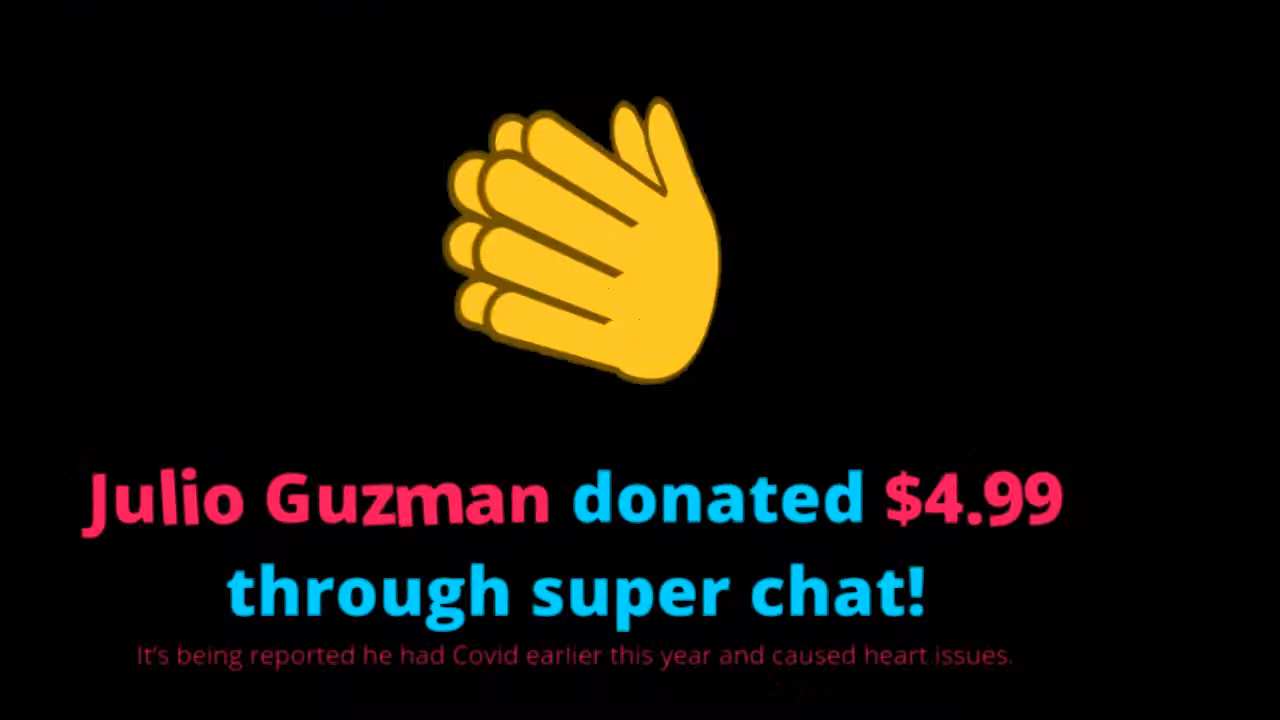 Julio Guzman donated $4.99
through super chat!
It's being reported he had Covid earlier this year and caused heart issues.